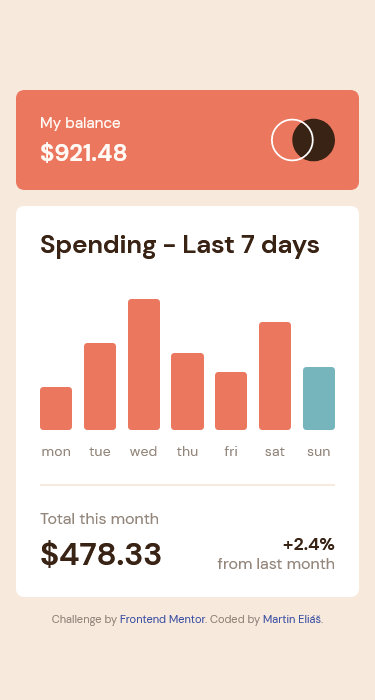 My balance
$921.48
Spending - Last 7 days
mon tue wed thu fri sat sun
Total this month
$478.33
+2.4%
from last month
Challenge by Frontend Mentor. Coded by Martin Eliáš.